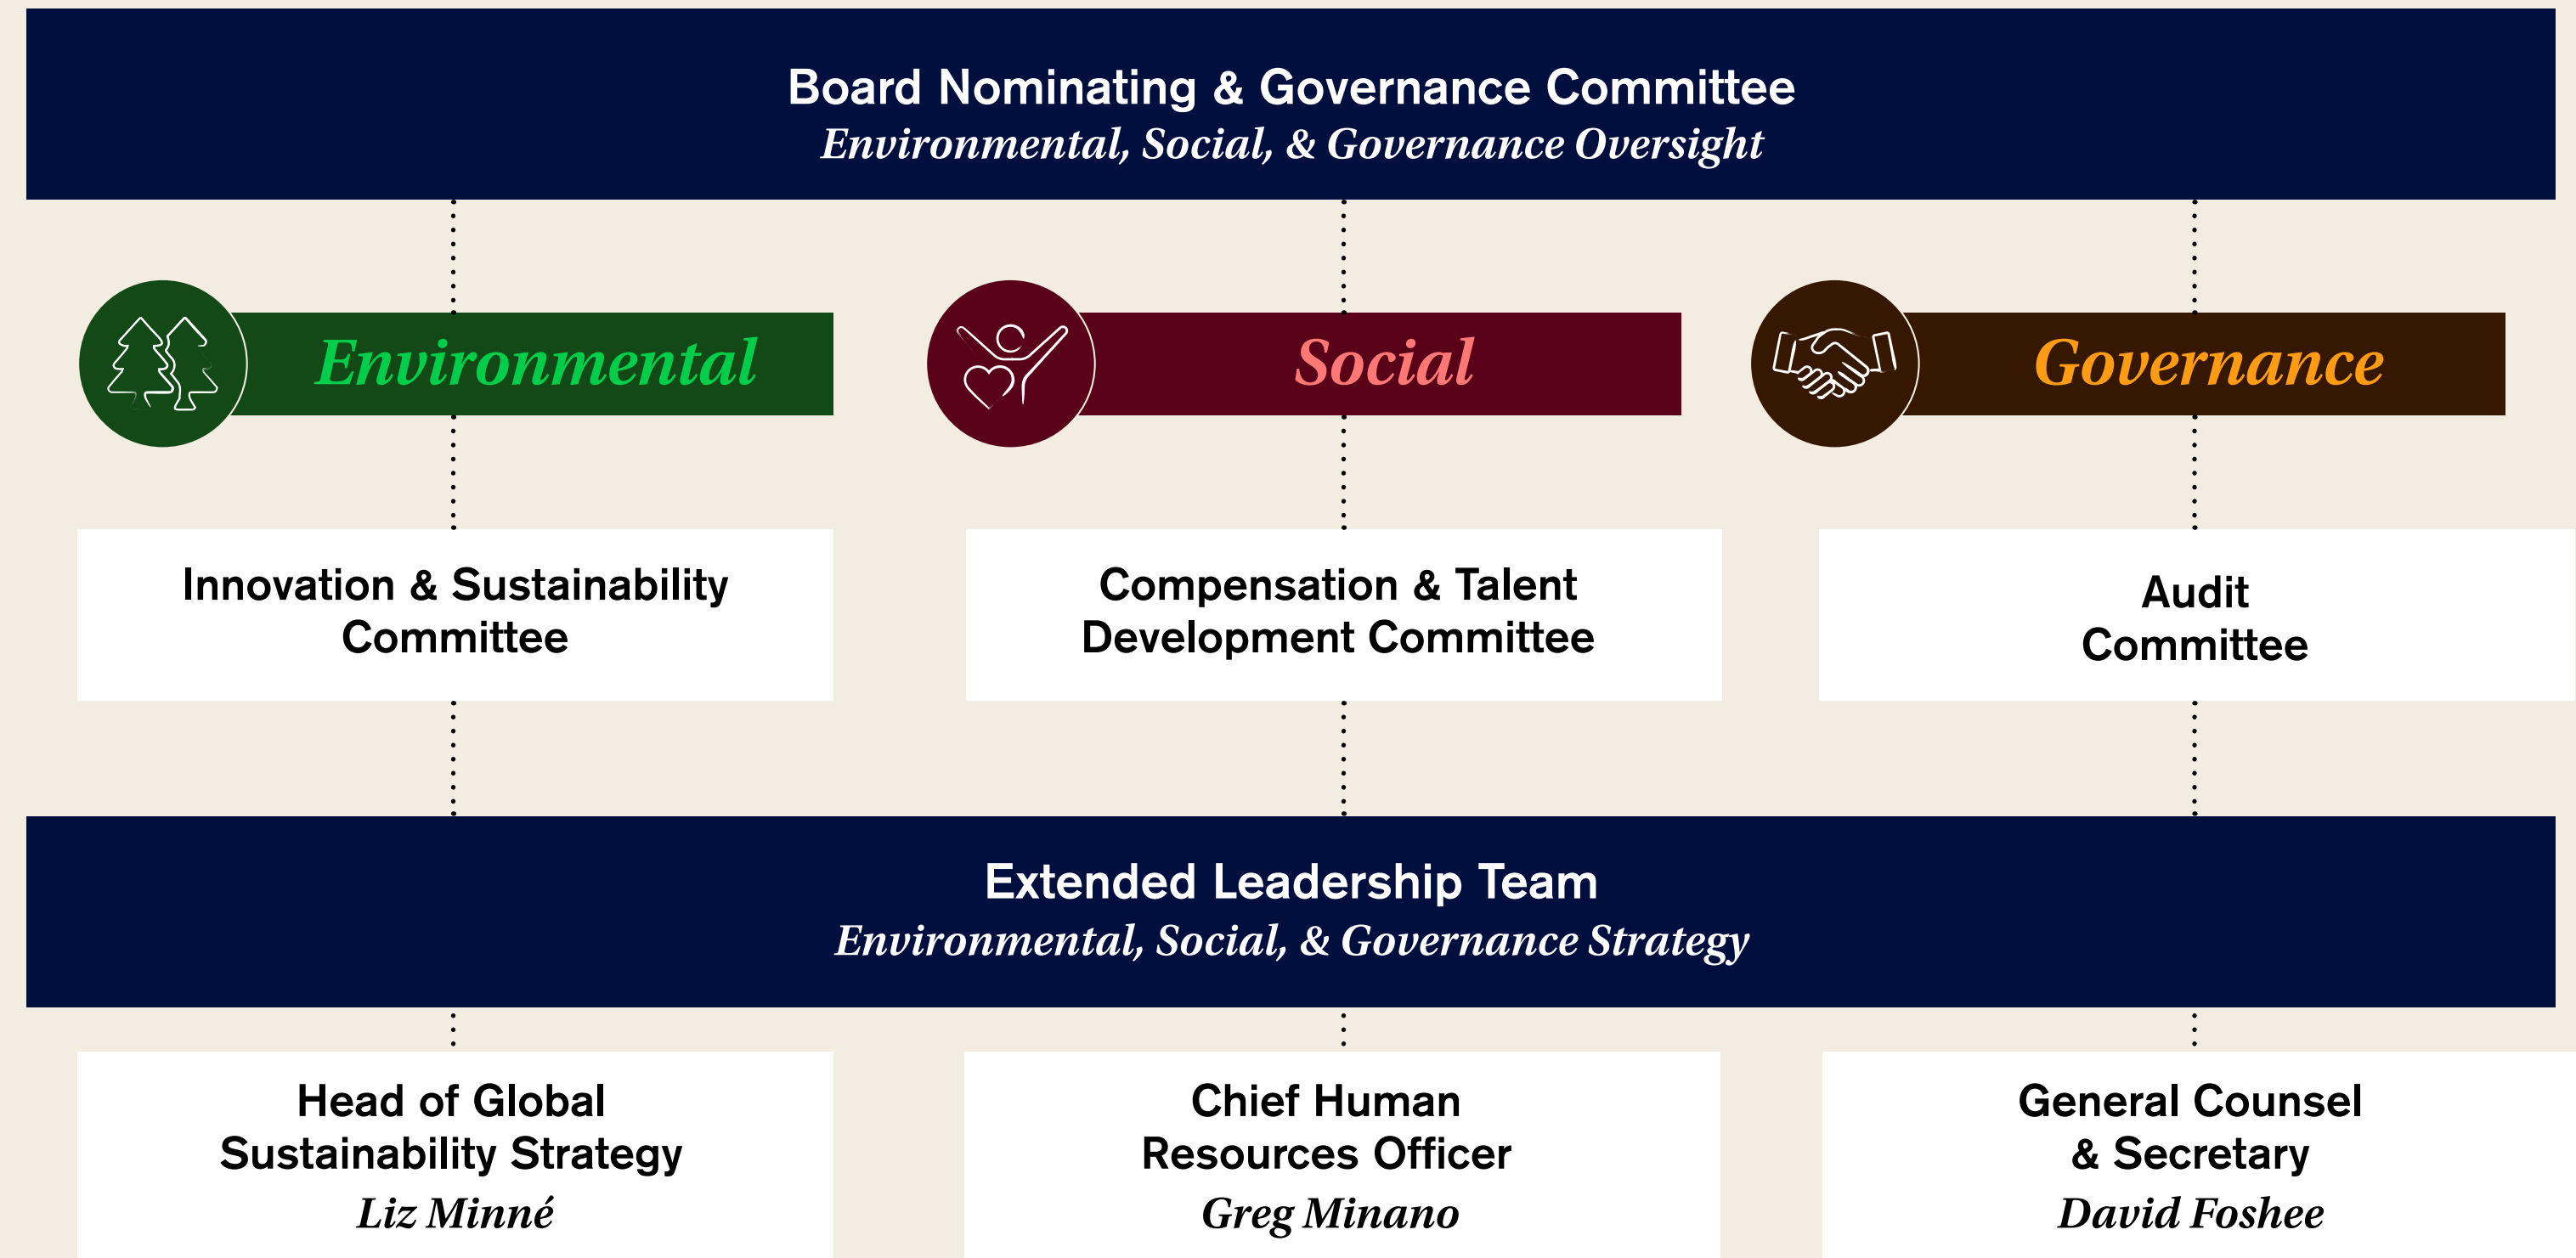 Board Nominating & Governance Committee
Environmental, Social, & Governance Oversight
Environmental
Social
Governance
Innovation & Sustainability
Committee
Compensation & Talent
Development Committee
Audit
Committee
Extended Leadership Team
Environmental, Social, & Governance Strategy
Head of Global
Sustainability Strategy
Liz Minné
Chief Human
Resources Officer
Greg Minano
General Counsel
& Secretary
David Foshee